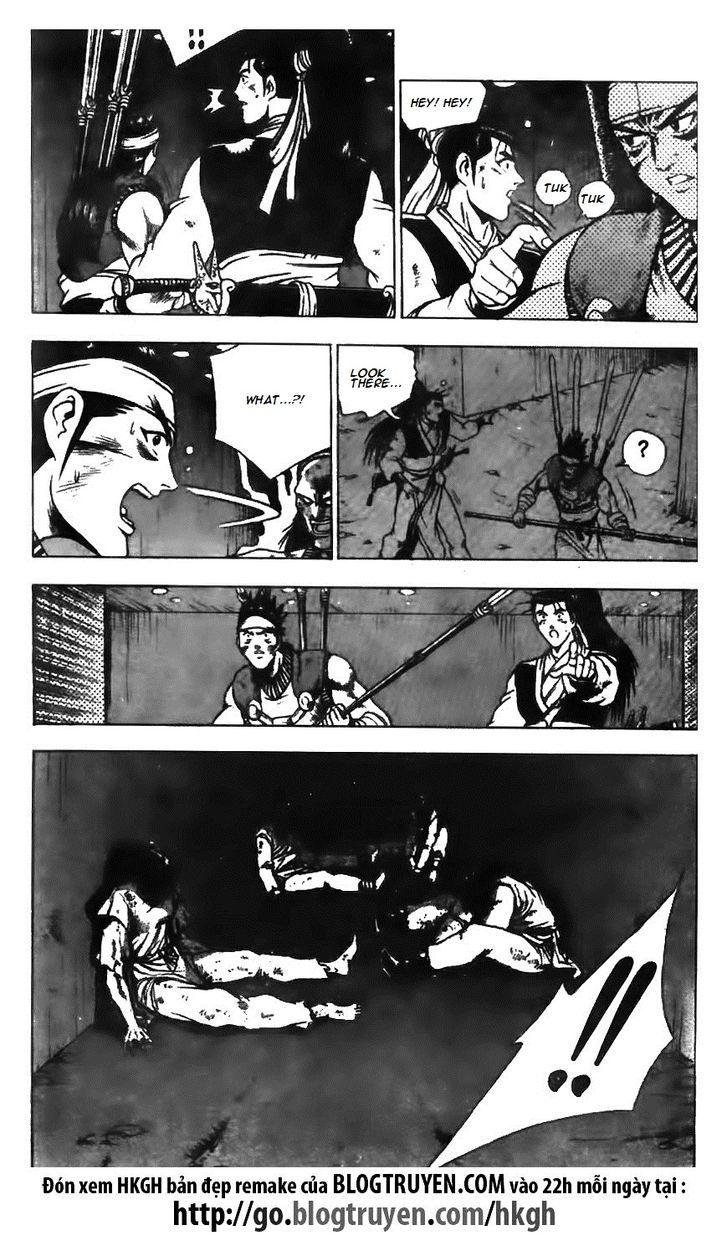 !!
HEY! HEY!
TUK
TUK
WHAT...?!
LOOK
THERE...
?
!!
Đón xem HKGH bản đẹp remake của BLOGTRUYEN.COM vào 22h mỗi ngày tại :
http://go.blogtruyen.com/hkgh